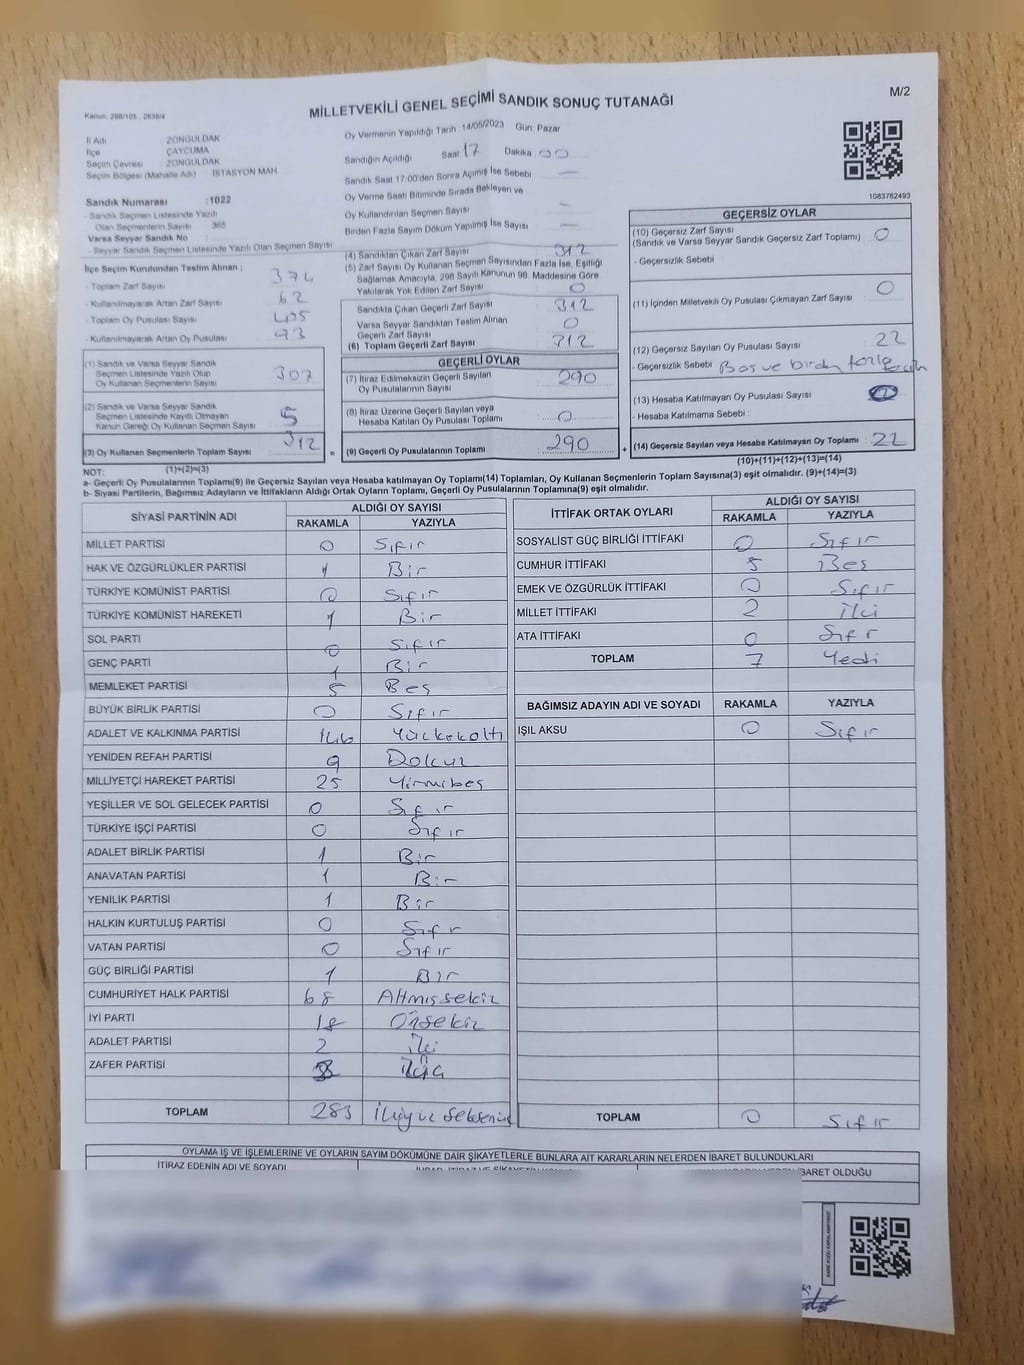 M/2
MİLLETVEKİLİ GENEL SEÇİMİ SANDIK SONUÇ TUTANAĞI
Kanun: 298/105 - 2839/4
İl Adı : ZONGULDAK
İlçe : ÇAYCUMA
Seçim Çevresi : ZONGULDAK
Seçim Bölgesi (Mahalle Adı) : İSTASYON MAH.
Sandık Numarası : 1022
- Sandık Seçmen Listesinde Yazılı
Olan Seçmenlerin Sayısı : 365
Varsa Seyyar Sandık No :
- Seyyar Sandık Seçmen Listesinde Yazılı Olan Seçmen Sayısı
İlçe Seçim Kurulundan Teslim Alınan ;
- Toplam Zarf Sayısı : 374
- Kullanılmayarak Artan Zarf Sayısı : 62
- Toplam Oy Pusulası Sayısı : 405
- Kullanılmayarak Artan Oy Pusulası : 93
(1) Sandık ve Varsa Seyyar Sandık
Seçmen Listesinde Yazılı Olup
Oy Kullanan Seçmenlerin Sayısı : 307
(2) Sandık ve Varsa Seyyar Sandık
Seçmen Listesinde Kayıtlı Olmayan
Kanun Gereği Oy Kullanan Seçmen Sayısı : 5
(3) Oy Kullanan Seçmenlerin Toplam Sayısı : 312
(1)+(2)=(3)
Oy Vermenin Yapıldığı Tarih :14/05/2023 Gün: Pazar
Sandığın Açıldığı Saat 17 Dakika 00
Sandık Saat 17:00'den Sonra Açımış İse Sebebi : —
Oy Verme Saati Bitiminde Sırada Bekleyen ve
Oy Kullandırılan Seçmen Sayısı : —
Birden Fazla Sayım Döküm Yapılmış İse Sayısı : —
(4) Sandıktan Çıkan Zarf Sayısı : 312
(5) Zarf Sayısı Oy Kullanan Seçmen Sayısından Fazla İse, Eşitliği
Sağlamak Amacıyla, 298 Sayılı Kanunun 98. Maddesine Göre
Yakılarak Yok Edilen Zarf Sayısı : 0
Sandıkta Çıkan Geçerli Zarf Sayısı : 312
Varsa Seyyar Sandıktan Teslim Alınan
Geçerli Zarf Sayısı : 0
(6) Toplam Geçerli Zarf Sayısı : 312
GEÇERLİ OYLAR
(7) İtiraz Edilmeksizin Geçerli Sayılan
Oy Pusulalarının Sayısı : 290
(8) İtiraz Üzerine Geçerli Sayılan veya
Hesaba Katılan Oy Pusulası Toplamı : 0
= (9) Geçerli Oy Pusulalarının Toplamı : 290 +
1083762493
GEÇERSİZ OYLAR
(10) Geçersiz Zarf Sayısı : 0
(Sandık ve Varsa Seyyar Sandık Geçersiz Zarf Toplamı)
- Geçersizlik Sebebi
(11) İçinden Milletvekili Oy Pusulası Çıkmayan Zarf Sayısı : 0
(12) Geçersiz Sayılan Oy Pusulası Sayısı : 22
- Geçersizlik Sebebi : Boş ve birden fazla tercih
(13) Hesaba Katılmayan Oy Pusulası Sayısı :
- Hesaba Katılmama Sebebi :
(14) Geçersiz Sayılan veya Hesaba Katılmayan Oy Toplamı : 22
(10)+(11)+(12)+(13)=(14)
NOT:
a- Geçerli Oy Pusulalarının Toplamı(9) ile Geçersiz Sayılan veya Hesaba katılmayan Oy Toplamı(14) Toplamları, Oy Kullanan Seçmenlerin Toplam Sayısına(3) eşit olmalıdır. (9)+(14)=(3)
b- Siyasi Partilerin, Bağımsız Adayların ve İttifakların Aldığı Ortak Oyların Toplamı, Geçerli Oy Pusulalarının Toplamına(9) eşit olmalıdır.
SİYASİ PARTİNİN ADI ALDIĞI OY SAYISI
RAKAMLA YAZIYLA
MİLLET PARTİSİ 0 Sıfır
HAK VE ÖZGÜRLÜKLER PARTİSİ 1 Bir
TÜRKİYE KOMÜNİST PARTİSİ 0 Sıfır
TÜRKİYE KOMÜNİST HAREKETİ 1 Bir
SOL PARTİ 0 Sıfır
GENÇ PARTİ 1 Bir
MEMLEKET PARTİSİ 5 Beş
BÜYÜK BİRLİK PARTİSİ 0 Sıfır
ADALET VE KALKINMA PARTİSİ 146 Yüzkırkaltı
YENİDEN REFAH PARTİSİ 9 Dokuz
MİLLİYETÇİ HAREKET PARTİSİ 25 Yirmibeş
YEŞİLLER VE SOL GELECEK PARTİSİ 0 Sıfır
TÜRKİYE İŞÇİ PARTİSİ 0 Sıfır
ADALET BİRLİK PARTİSİ 1 Bir
ANAVATAN PARTİSİ 1 Bir
YENİLİK PARTİSİ 1 Bir
HALKIN KURTULUŞ PARTİSİ 0 Sıfır
VATAN PARTİSİ 0 Sıfır
GÜÇ BİRLİĞİ PARTİSİ 1 Bir
CUMHURİYET HALK PARTİSİ 68 Altmışsekiz
İYİ PARTİ 18 Onsekiz
ADALET PARTİSİ 2 İki
ZAFER PARTİSİ
TOPLAM 283 İkiyüz seksenüç
İTTİFAK ORTAK OYLARI ALDIĞI OY SAYISI
RAKAMLA YAZIYLA
SOSYALİST GÜÇ BİRLİĞİ İTTİFAKI 0 Sıfır
CUMHUR İTTİFAKI 5 Beş
EMEK VE ÖZGÜRLÜK İTTİFAKI 0 Sıfır
MİLLET İTTİFAKI 2 İki
ATA İTTİFAKI 0 Sıfır
TOPLAM 7 Yedi
BAĞIMSIZ ADAYIN ADI VE SOYADI RAKAMLA YAZIYLA
IŞIL AKSU 0 Sıfır
TOPLAM 0 Sıfır
OYLAMA İŞ VE İŞLEMLERİNE VE OYLARIN SAYIM DÖKÜMÜNE DAİR ŞİKAYETLERLE BUNLARA AİT KARARLARIN NELERDEN İBARET BULUNDUKLARI
İTİRAZ EDENİN ADI VE SOYADI
İBARET OLDUĞU